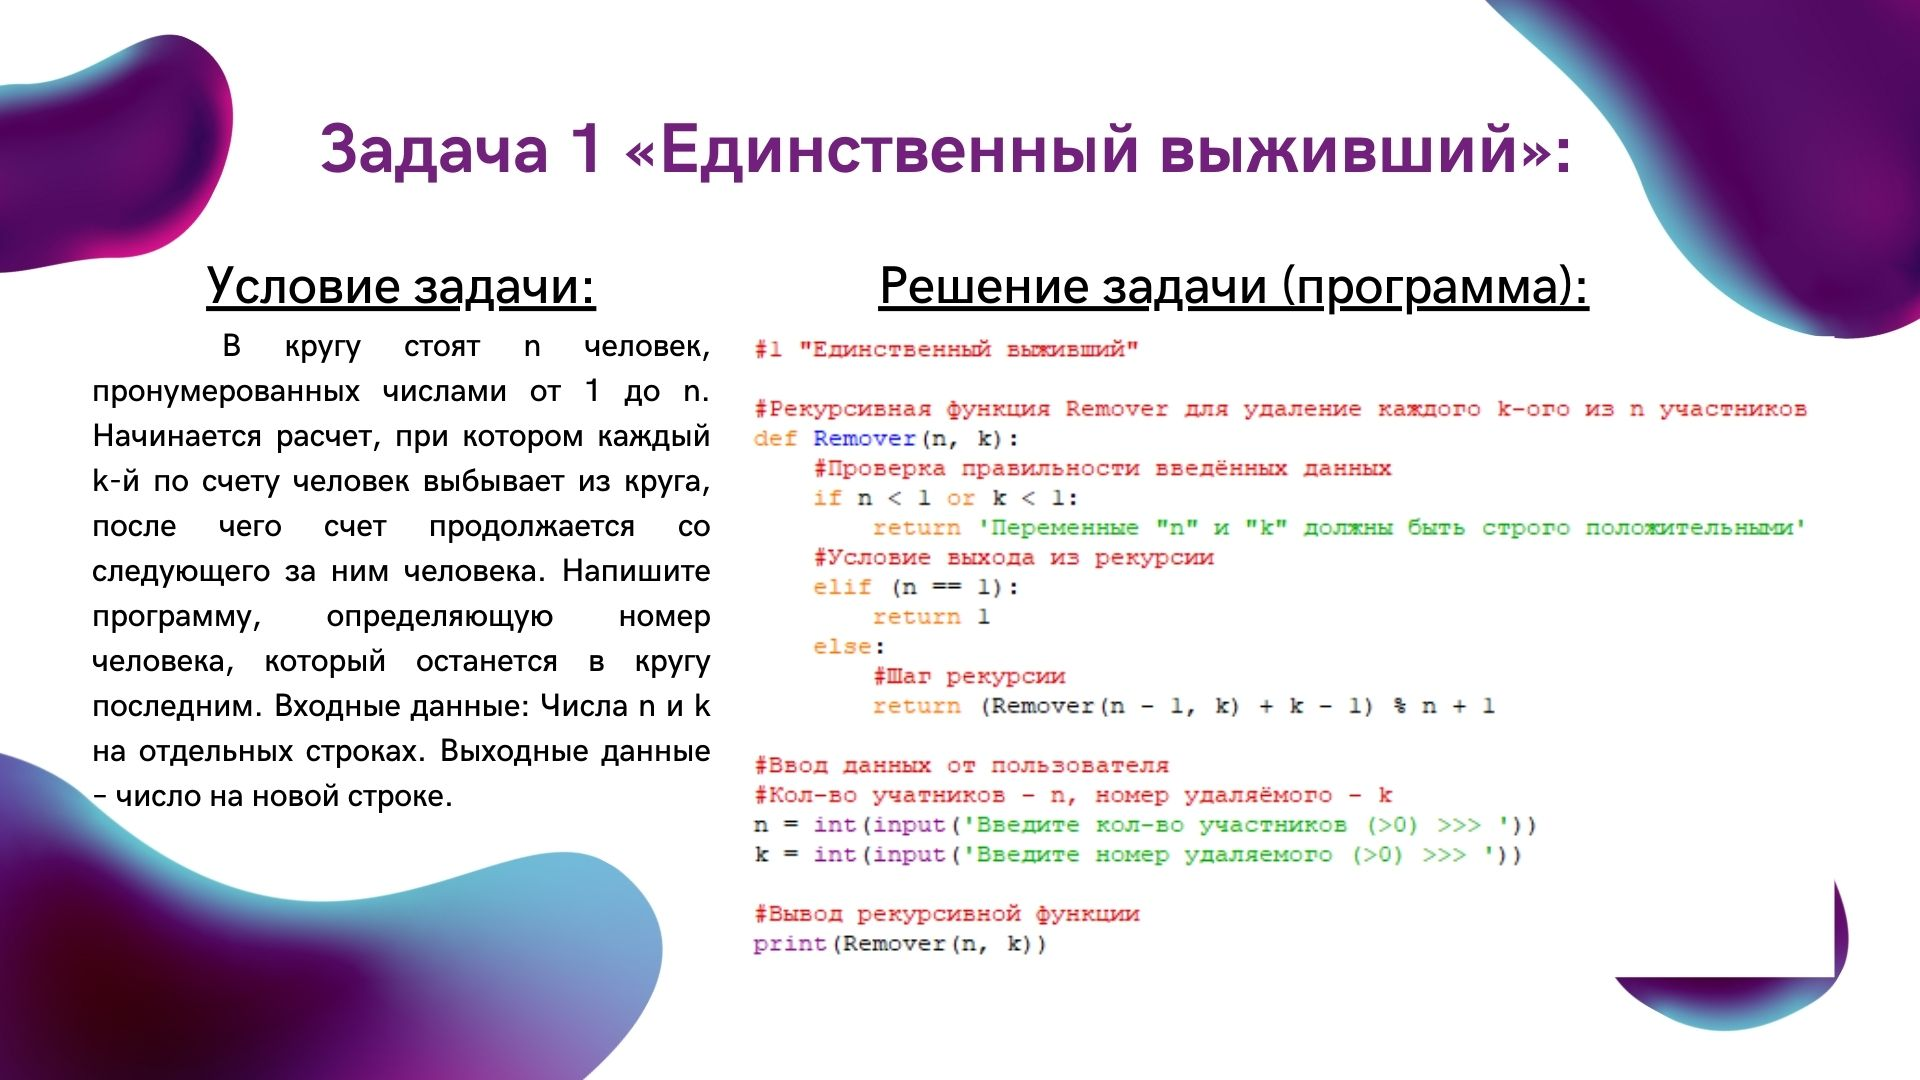 Задача 1 «Единственный выживший»:
Условие задачи:
В кругу стоят n человек,
пронумерованных числами от 1 до n.
Начинается расчет, при котором каждый
k-й по счету человек выбывает из круга,
после чего счет продолжается со
следующего за ним человека. Напишите
программу, определяющую номер
человека, который останется в кругу
последним. Входные данные: Числа n и k
на отдельных строках. Выходные данные
– число на новой строке.
Решение задачи (программа):
#1 "Единственный выживший"
#Рекурсивная функция Remover для удаление каждого k-ого из n участников
def Remover(n, k):
    #Проверка правильности введённых данных
    if n < 1 or k < 1:
        return 'Переменные "n" и "k" должны быть строго положительными'
    #Условие выхода из рекурсии
    elif (n == 1):
        return 1
    else:
        #Шаг рекурсии
        return (Remover(n - 1, k) + k - 1) % n + 1
#Ввод данных от пользователя
#Кол-во учатников - n, номер удаляёмого - k
n = int(input('Введите кол-во участников (>0) >>> '))
k = int(input('Введите номер удаляемого (>0) >>> '))
#Вывод рекурсивной функции
print(Remover(n, k))